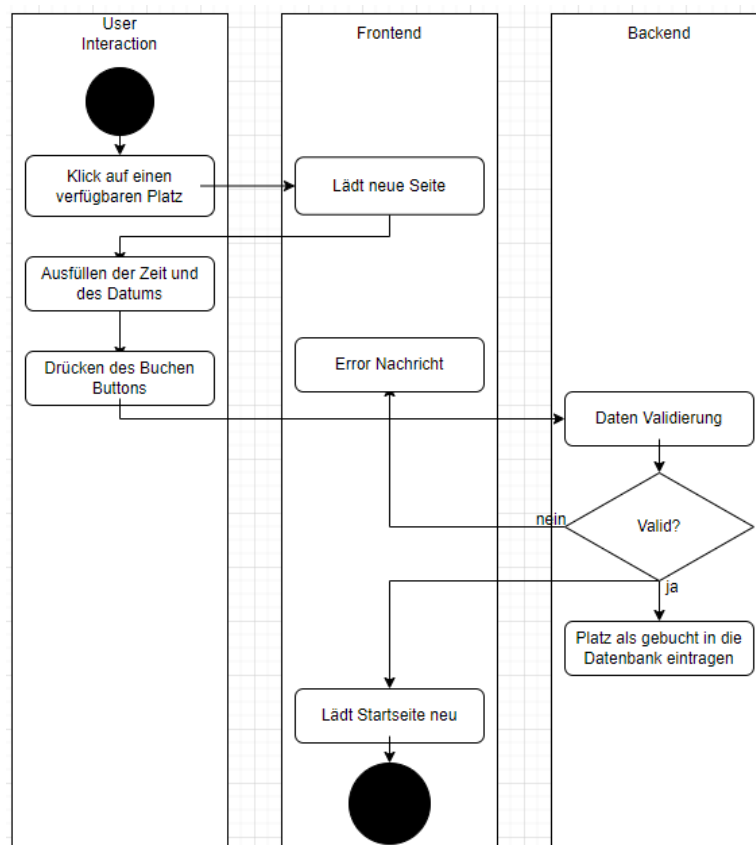 User
Interaction
Frontend
Backend
Klick auf einen
verfügbaren Platz
Lädt neue Seite
Ausfüllen der Zeit und
des Datums
Drücken des Buchen
Buttons
Error Nachricht
Daten Validierung
nein
Valid?
ja
Platz als gebucht in die
Datenbank eintragen
Lädt Startseite neu